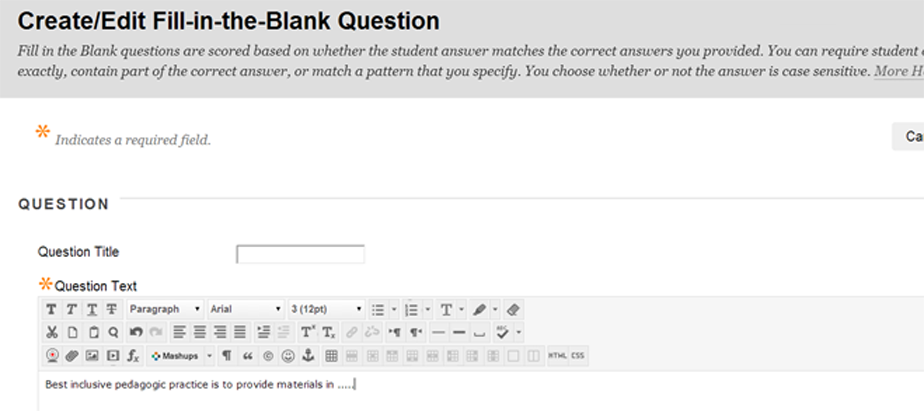 Create/Edit Fill-in-the-Blank Question
Fill in the Blank questions are scored based on whether the student answer matches the correct answers you provided. You can require student
exactly, contain part of the correct answer, or match a pattern that you specify. You choose whether or not the answer is case sensitive. More H
* Indicates a required field.
Ca
QUESTION
Question Title
* Question Text
T T T T Paragraph Arial 3 (12pt) T
Tx Tx ABC
fx Mashups ¶ “ © HTML CSS
Best inclusive pedagogic practice is to provide materials in .....